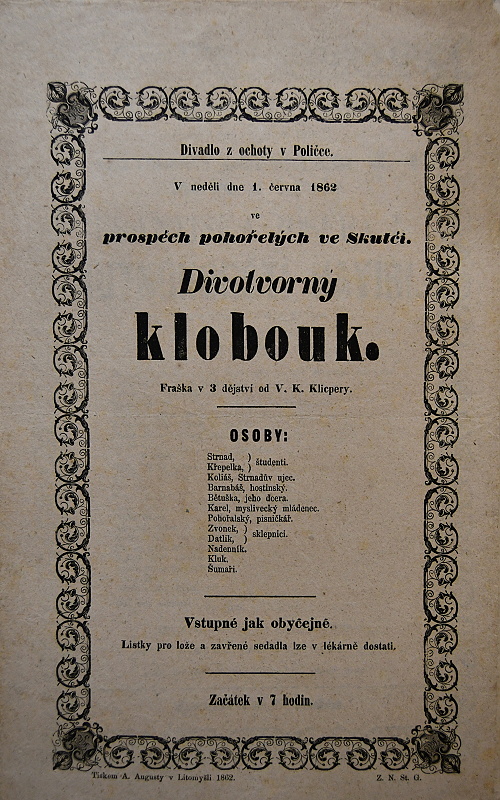 Divadlo z ochoty v Poličce.
V neděli dne 1. června 1862
ve
prospěch pohořelých ve Skutči.
Divotvorný
klobouk.
Fraška v 3 dějství od V. K. Klicpery.
OSOBY:
Strnad, ) študenti.
Křepelka, )
Koliáš, Strnadův ujec.
Barnabáš, hostinský.
Bětuška, jeho dcera.
Karel, myslivecký mládenec.
Pohořalský, písničkář.
Zvonek, ) sklepníci.
Datlík, )
Nádenník.
Kluk.
Šumaři.
Vstupné jak obyčejně.
Lístky pro lože a zavřené sedadla lze v lékárně dostati.
Začátek v 7 hodin.
Tiskem A. Augusty v Litomyšli 1862.
Z. N. St. G.